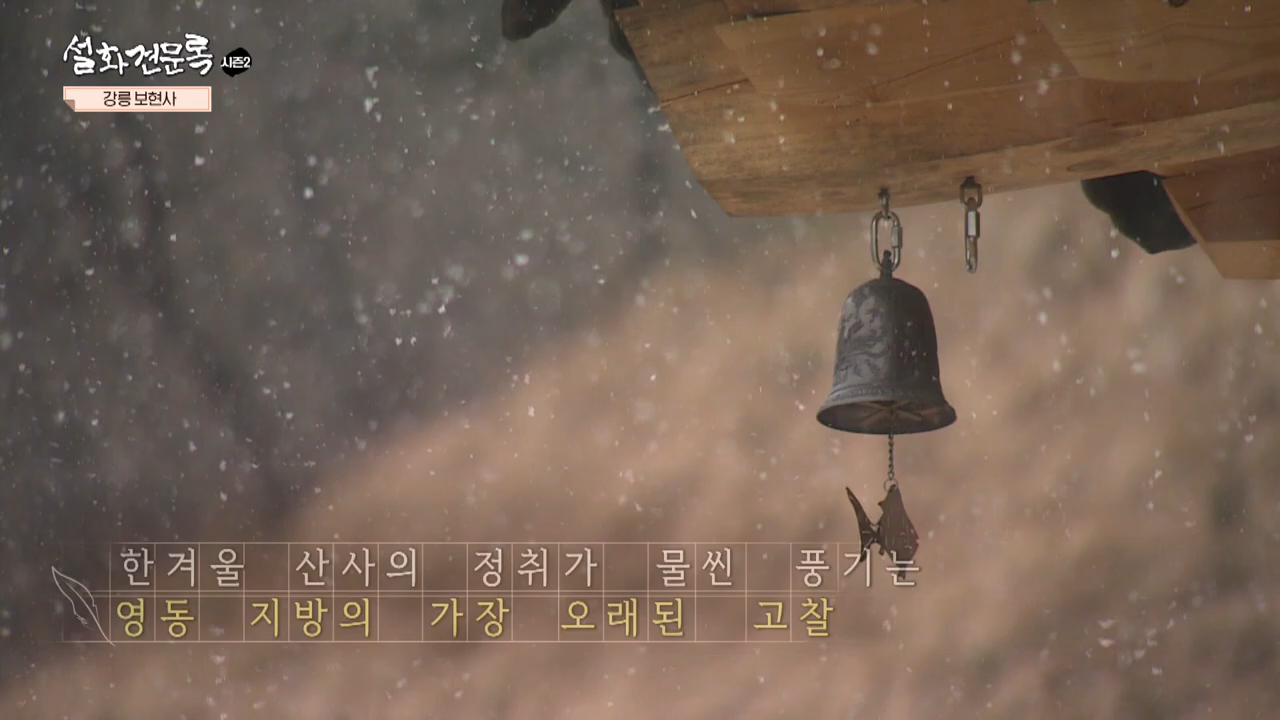 설화견문록 시즌2
강릉 보현사
한겨울 산사의 정취가 물씬 풍기는
영동 지방의 가장 오래된 고찰